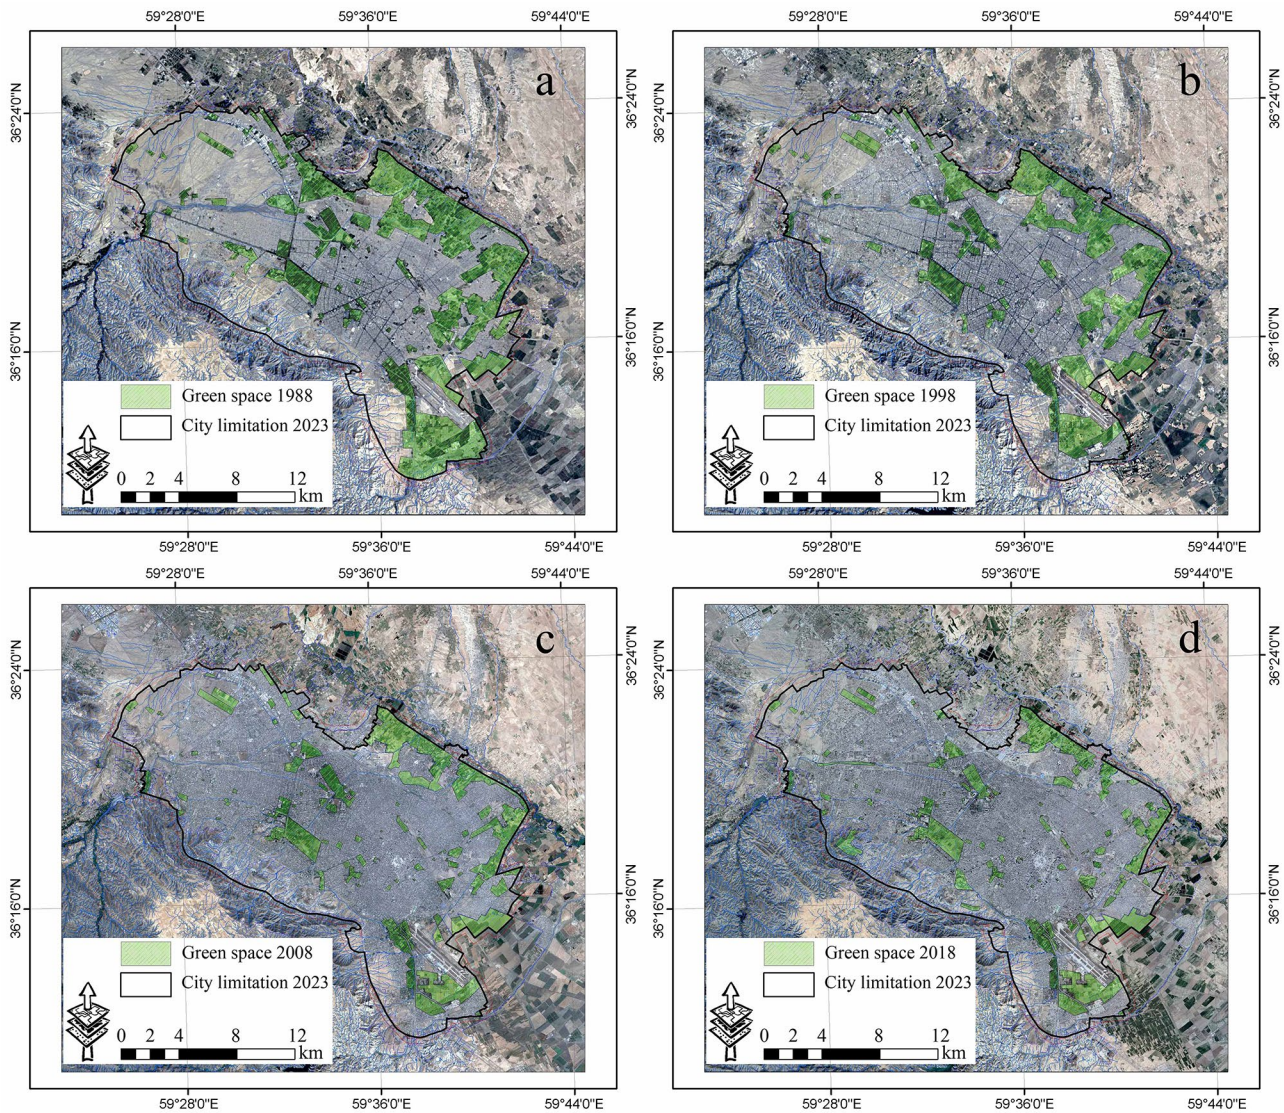 59°28'0"E 59°36'0"E 59°44'0"E 59°28'0"E 59°36'0"E 59°44'0"E
a b
36°24'0"N 36°24'0"N 36°24'0"N 36°24'0"N
36°16'0"N 36°16'0"N 36°16'0"N 36°16'0"N
Green space 1988
City limitation 2023
0 2 4 8 12
km
Green space 1998
City limitation 2023
0 2 4 8 12
km
59°28'0"E 59°36'0"E 59°44'0"E 59°28'0"E 59°36'0"E 59°44'0"E
59°28'0"E 59°36'0"E 59°44'0"E 59°28'0"E 59°36'0"E 59°44'0"E
c d
36°24'0"N 36°24'0"N 36°24'0"N 36°24'0"N
36°16'0"N 36°16'0"N 36°16'0"N 36°16'0"N
Green space 2008
City limitation 2023
0 2 4 8 12
km
Green space 2018
City limitation 2023
0 2 4 8 12
km
59°28'0"E 59°36'0"E 59°44'0"E 59°28'0"E 59°36'0"E 59°44'0"E